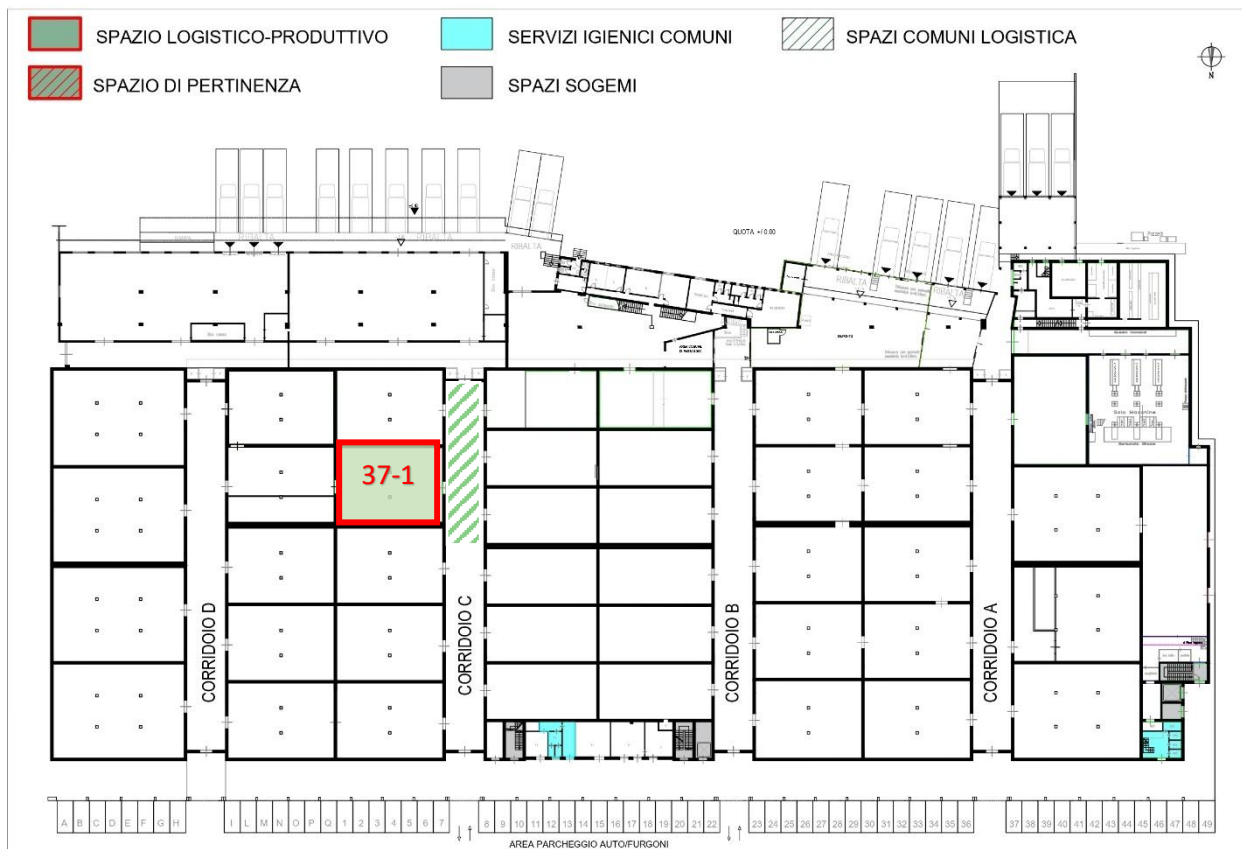 SPAZIO LOGISTICO-PRODUTTIVO
SERVIZI IGIENICI COMUNI
SPAZI COMUNI LOGISTICA
SPAZIO DI PERTINENZA
SPAZI SOGEMI
N
QUOTA +/ 0.00
RIBALTA
RIBALTA
RIBALTA
RIBALTA
RIBALTA
37-1
CORRIDOIO D
CORRIDOIO C
CORRIDOIO B
CORRIDOIO A
A B C D E F G H I L M N O P Q 1 2 3 4 5 6 7 8 9 10 11 12 13 14 15 16 17 18 19 20 21 22 23 24 25 26 27 28 29 30 31 32 33 34 35 36 37 38 39 40 41 42 43 44 45 46 47 48 49
AREA PARCHEGGIO AUTO/FURGONI